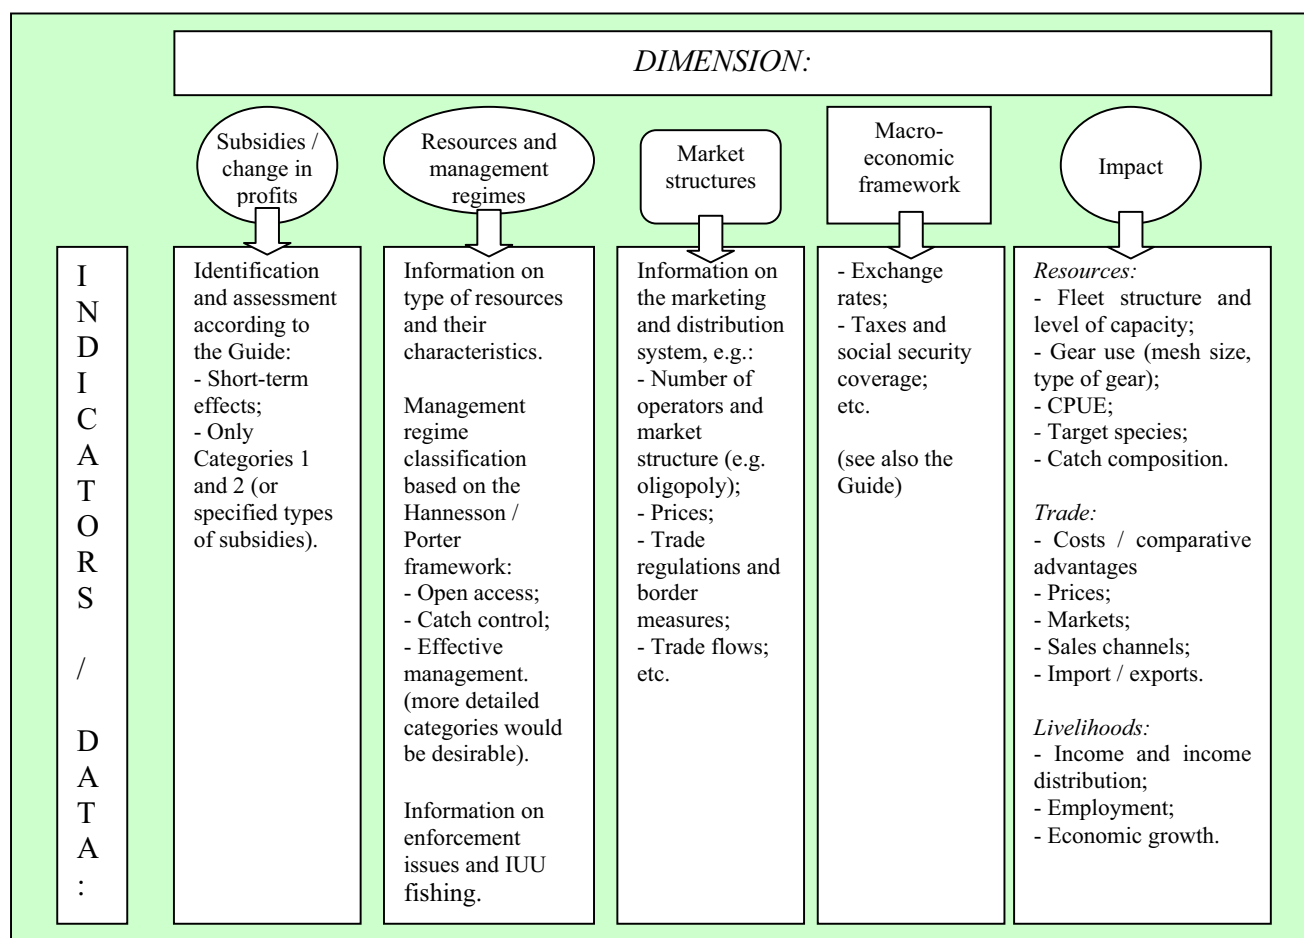 DIMENSION:
Subsidies /
change in
profits
Resources and
management
regimes
Market
structures
Macro-
economic
framework
Impact
I
N
D
I
C
A
T
O
R
S
/
D
A
T
A
:
Identification
and assessment
according to
the Guide:
- Short-term
effects;
- Only
Categories 1
and 2 (or
specified types
of subsidies).
Information on
type of resources
and their
characteristics.
Management
regime
classification
based on the
Hannesson /
Porter
framework:
- Open access;
- Catch control;
- Effective
management.
(more detailed
categories would
be desirable).
Information on
enforcement
issues and IUU
fishing.
Information on
the marketing
and distribution
system, e.g.:
- Number of
operators and
market
structure (e.g.
oligopoly);
- Prices;
- Trade
regulations and
border
measures;
- Trade flows;
etc.
- Exchange
rates;
- Taxes and
social security
coverage;
etc.
(see also the
Guide)
Resources:
- Fleet structure and
level of capacity;
- Gear use (mesh size,
type of gear);
- CPUE;
- Target species;
- Catch composition.
Trade:
- Costs / comparative
advantages
- Prices;
- Markets;
- Sales channels;
- Import / exports.
Livelihoods:
- Income and income
distribution;
- Employment;
- Economic growth.